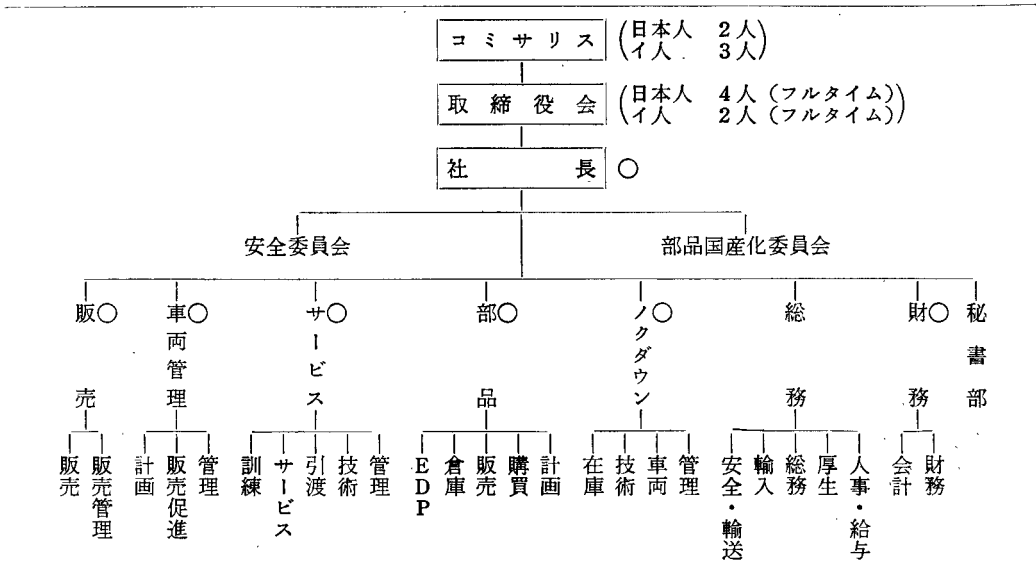 コミサリス (日本人 2人
イ人 3人)
取締役会 (日本人 4人(フルタイム)
イ人 2人(フルタイム))
社長 ○
安全委員会 部品国産化委員会
販売○
車両管理○
サービス○
部品○
ノクダウン○
総務
財務○
秘書部
販売
販売管理
計画
販売促進
管理
訓練
サービス
引渡
技術
管理
EDP
倉庫
販売
購買
計画
在庫
技術
車両
管理
安全・輸送
輸入
総務
厚生
人事・給与
会計
財務